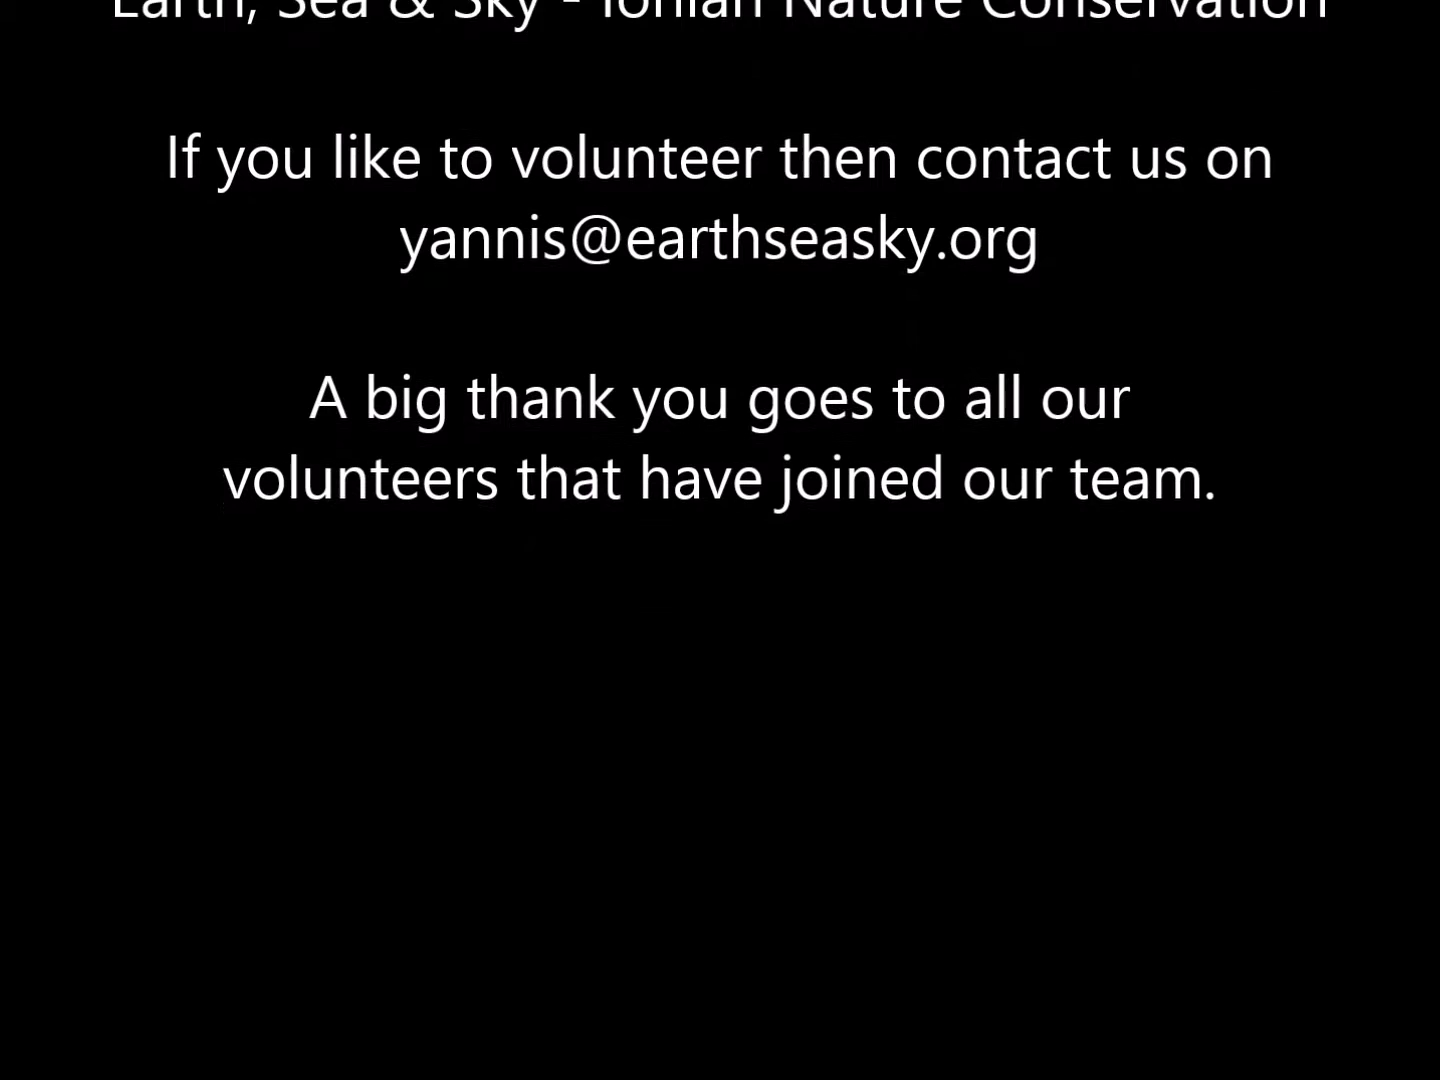 Earth, Sea & Sky - Ionian Nature Conservation
If you like to volunteer then contact us on
yannis@earthseasky.org
A big thank you goes to all our
volunteers that have joined our team.